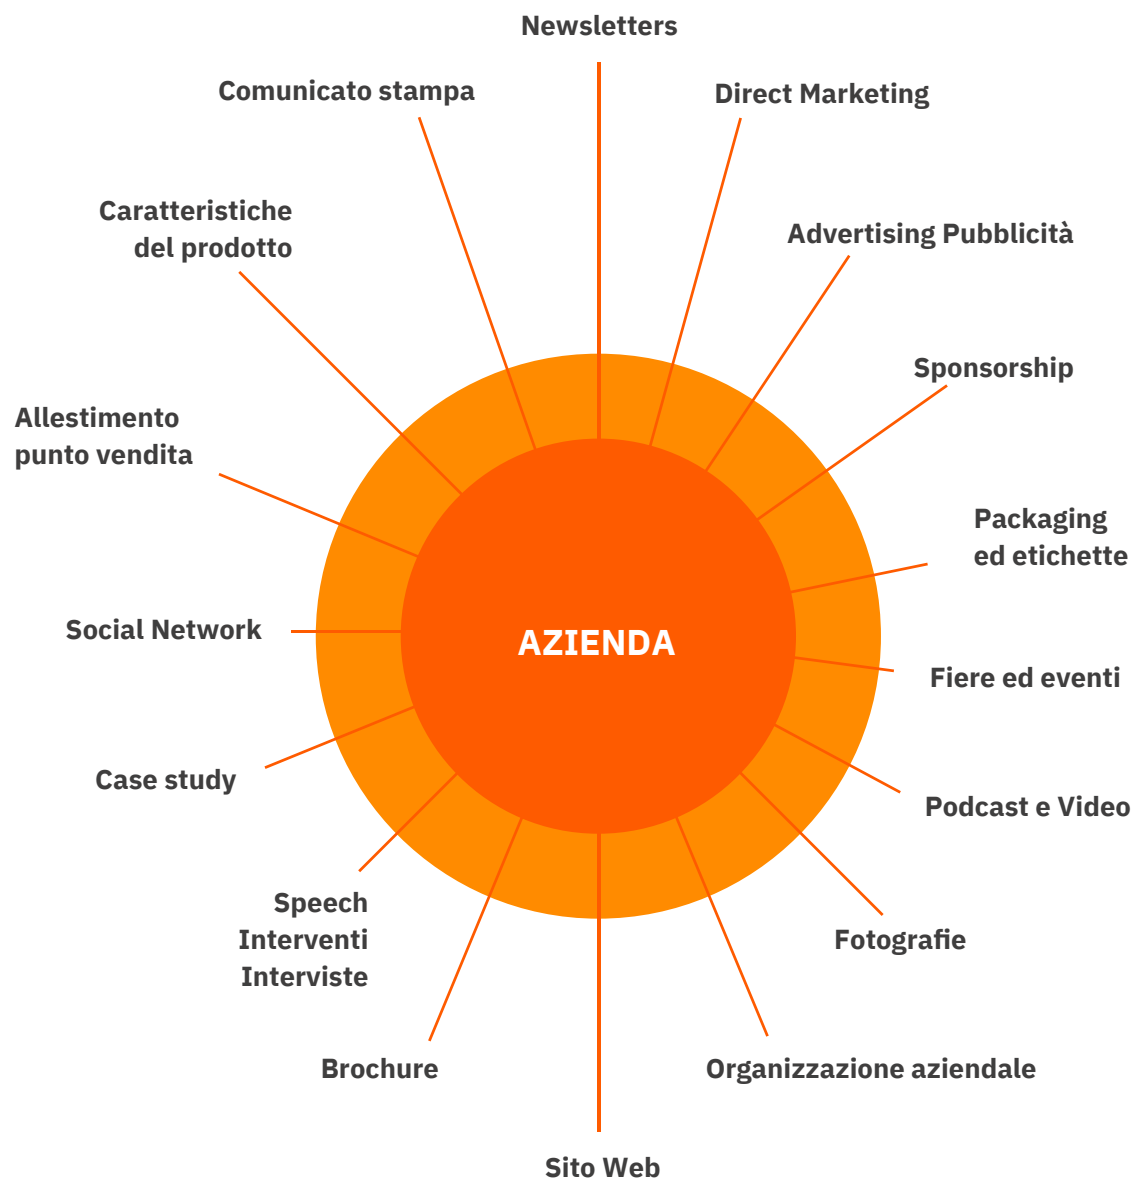 Newsletters
Comunicato stampa
Direct Marketing
Caratteristiche
del prodotto
Advertising Pubblicità
Sponsorship
Allestimento
punto vendita
Packaging
ed etichette
Social Network
AZIENDA
Fiere ed eventi
Case study
Podcast e Video
Speech
Interventi
Interviste
Fotografie
Brochure
Organizzazione aziendale
Sito Web